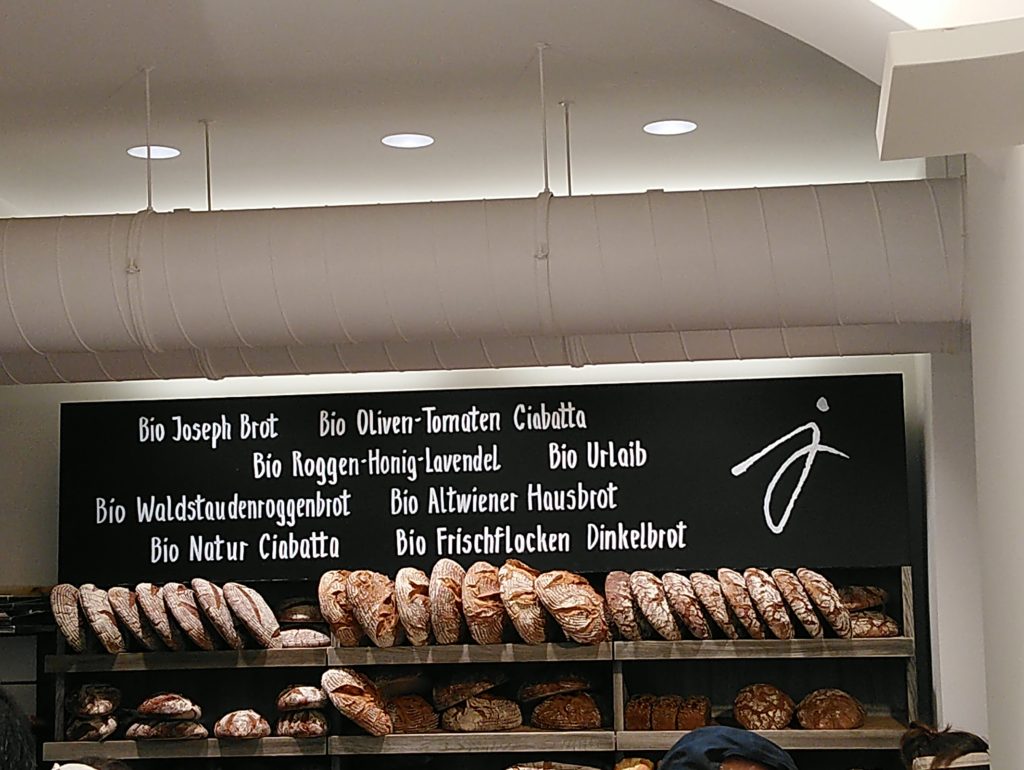 Bio Joseph Brot Bio Oliven-Tomaten Ciabatta
Bio Roggen-Honig-Lavendel Bio Urlaib
Bio Waldstaudenroggenbrot Bio Altwiener Hausbrot
Bio Natur Ciabatta Bio Frischflocken Dinkelbrot
j